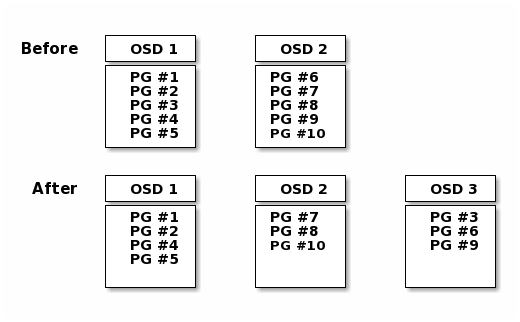 Before
OSD 1
OSD 2
PG #1
PG #2
PG #3
PG #4
PG #5
PG #6
PG #7
PG #8
PG #9
PG #10
After
OSD 1
OSD 2
OSD 3
PG #1
PG #2
PG #4
PG #5
PG #7
PG #8
PG #10
PG #3
PG #6
PG #9